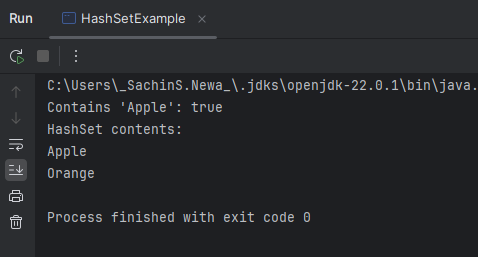 Run HashSetExample
C:\Users\_SachinS.Newa_\.jdks\openjdk-22.0.1\bin\java.
Contains 'Apple': true
HashSet contents:
Apple
Orange
Process finished with exit code 0